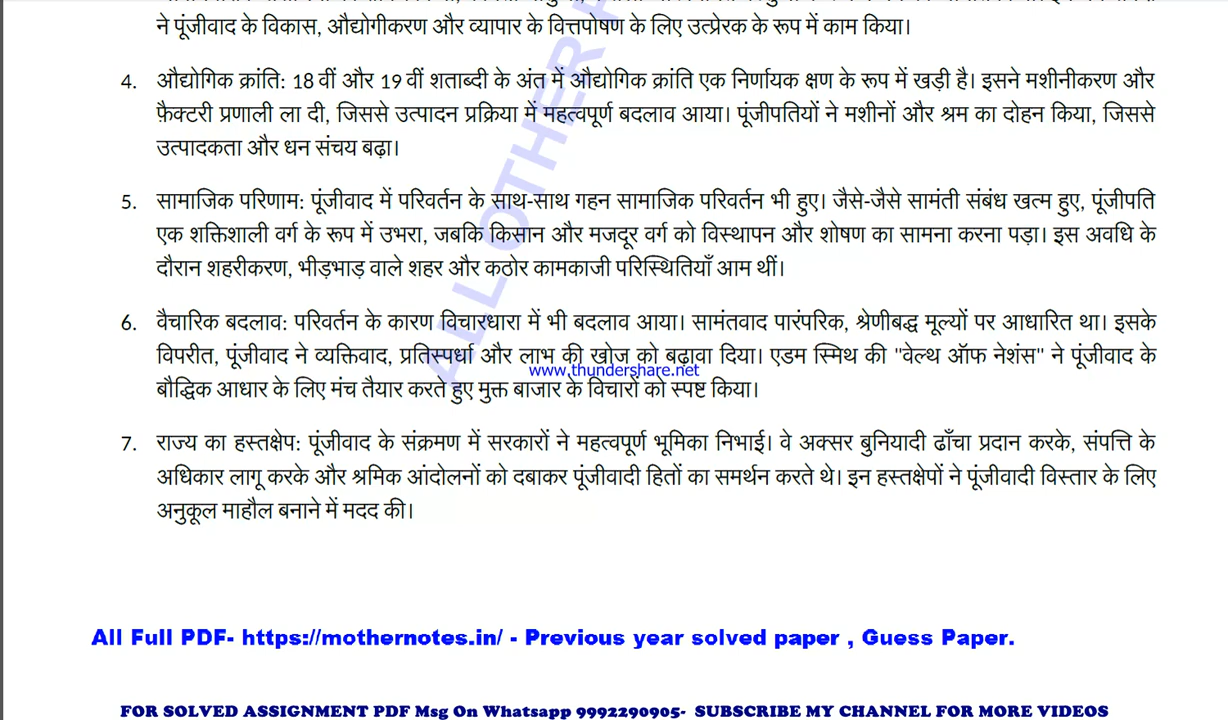 ने पूंजीवाद के विकास, औद्योगीकरण और व्यापार के वित्तपोषण के लिए उत्प्रेरक के रूप में काम किया।
4. औद्योगिक क्रांति: 18 वीं और 19 वीं शताब्दी के अंत में औद्योगिक क्रांति एक निर्णायक क्षण के रूप में खड़ी है। इसने मशीनीकरण और
फ़ैक्टरी प्रणाली ला दी, जिससे उत्पादन प्रक्रिया में महत्वपूर्ण बदलाव आया। पूंजीपतियों ने मशीनों और श्रम का दोहन किया, जिससे
उत्पादकता और धन संचय बढ़ा।
5. सामाजिक परिणाम: पूंजीवाद में परिवर्तन के साथ-साथ गहन सामाजिक परिवर्तन भी हुए। जैसे-जैसे सामंती संबंध खत्म हुए, पूंजीपति
एक शक्तिशाली वर्ग के रूप में उभरा, जबकि किसान और मजदूर वर्ग को विस्थापन और शोषण का सामना करना पड़ा। इस अवधि के
दौरान शहरीकरण, भीड़भाड़ वाले शहर और कठोर कामकाजी परिस्थितियाँ आम थीं।
6. वैचारिक बदलाव: परिवर्तन के कारण विचारधारा में भी बदलाव आया। सामंतवाद पारंपरिक, श्रेणीबद्ध मूल्यों पर आधारित था। इसके
विपरीत, पूंजीवाद ने व्यक्तिवाद, प्रतिस्पर्धा और लाभ की खोज को बढ़ावा दिया। एडम स्मिथ की "वेल्थ ऑफ नेशंस" ने पूंजीवाद के
www.thundershare.net
बौद्धिक आधार के लिए मंच तैयार करते हुए मुक्त बाजार के विचारों को स्पष्ट किया।
7. राज्य का हस्तक्षेप: पूंजीवाद के संक्रमण में सरकारों ने महत्वपूर्ण भूमिका निभाई। वे अक्सर बुनियादी ढाँचा प्रदान करके, संपत्ति के
अधिकार लागू करके और श्रमिक आंदोलनों को दबाकर पूंजीवादी हितों का समर्थन करते थे। इन हस्तक्षेपों ने पूंजीवादी विस्तार के लिए
अनुकूल माहौल बनाने में मदद की।
All Full PDF- https://mothernotes.in/ - Previous year solved paper , Guess Paper.
FOR SOLVED ASSIGNMENT PDF Msg On Whatsapp 9992290905- SUBSCRIBE MY CHANNEL FOR MORE VIDEOS